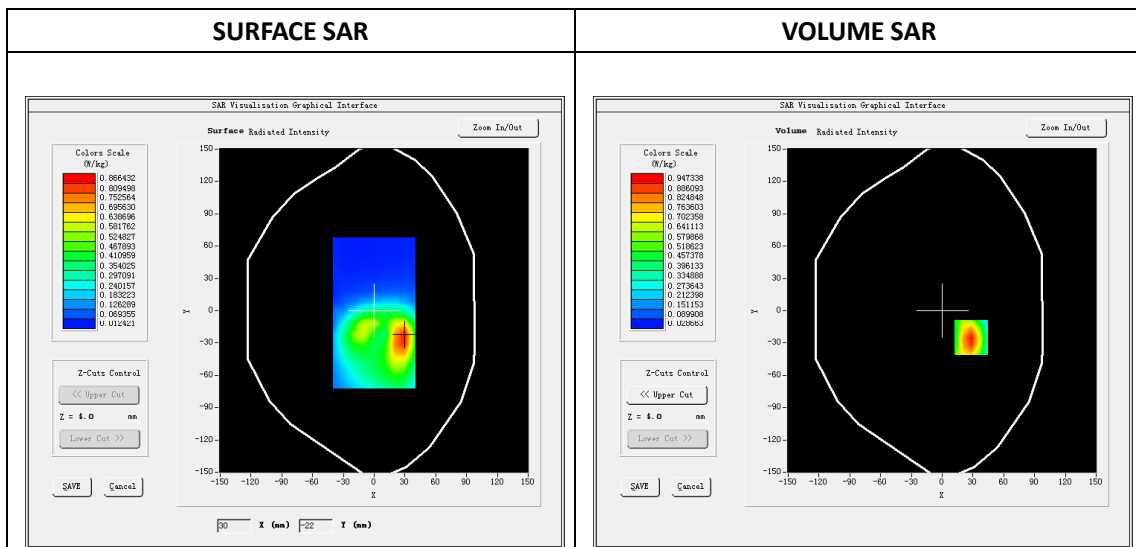 SURFACE SAR
VOLUME SAR
SAR Visualisation Graphical Interface
Surface Radiated Intensity
Zoom In/Out
Colors Scale
(W/kg)
0.866432
0.809498
0.752564
0.695630
0.638696
0.581762
0.524827
0.467893
0.410959
0.354025
0.297091
0.240157
0.183223
0.126289
0.069355
0.012421
Z-Cuts Control
<< Upper Cut
Z = 4.0 mm
Lower Cut >>
SAVE Cancel
150
120
90
60
30
0
-30
-60
-90
-120
-150
Y
-150 -120 -90 -60 -30 0 30 60 90 120 150
X
30 X (mm) -22 Y (mm)
SAR Visualisation Graphical Interface
Volume Radiated Intensity
Zoom In/Out
Colors Scale
(W/kg)
0.947338
0.886093
0.824848
0.763603
0.702358
0.641113
0.579868
0.518623
0.457378
0.396133
0.334888
0.273643
0.212398
0.151153
0.089908
0.028663
Z-Cuts Control
<< Upper Cut
Z = 4.0 mm
Lower Cut >>
SAVE Cancel
150
120
90
60
30
0
-30
-60
-90
-120
-150
Y
-150 -120 -90 -60 -30 0 30 60 90 120 150
X